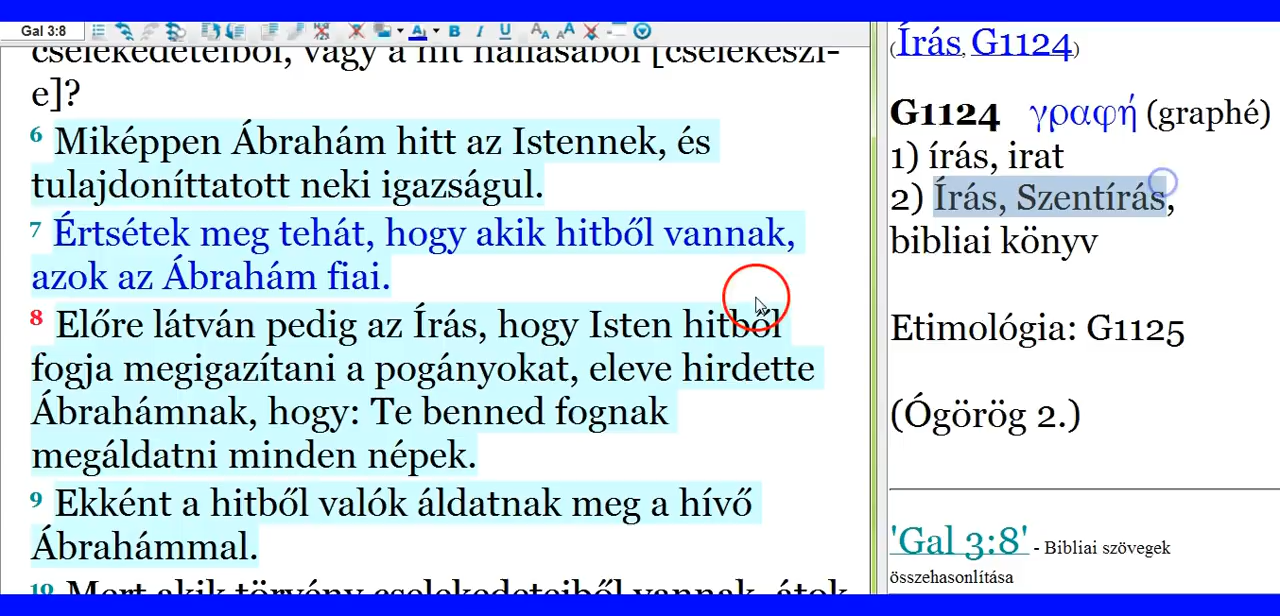 Gal 3:8
cselekedeteiből, vagy a hit hallásából [cselekeszi-
e]?
6 Miképpen Ábrahám hitt az Istennek, és
tulajdoníttatott neki igazságul.
7 Értsétek meg tehát, hogy akik hitből vannak,
azok az Ábrahám fiai.
8 Előre látván pedig az Írás, hogy Isten hitből
fogja megigazítani a pogányokat, eleve hirdette
Ábrahámnak, hogy: Te benned fognak
megáldatni minden népek.
9 Ekként a hitből valók áldatnak meg a hívő
Ábrahámmal.
10 Mert akik törvény cselekedeteiből vannak, átok
(Írás, G1124)
G1124 γραφή (graphé)
1) írás, irat
2) Írás, Szentírás,
bibliai könyv
Etimológia: G1125
(Ógörög 2.)
'Gal 3:8' - Bibliai szövegek
összehasonlítása